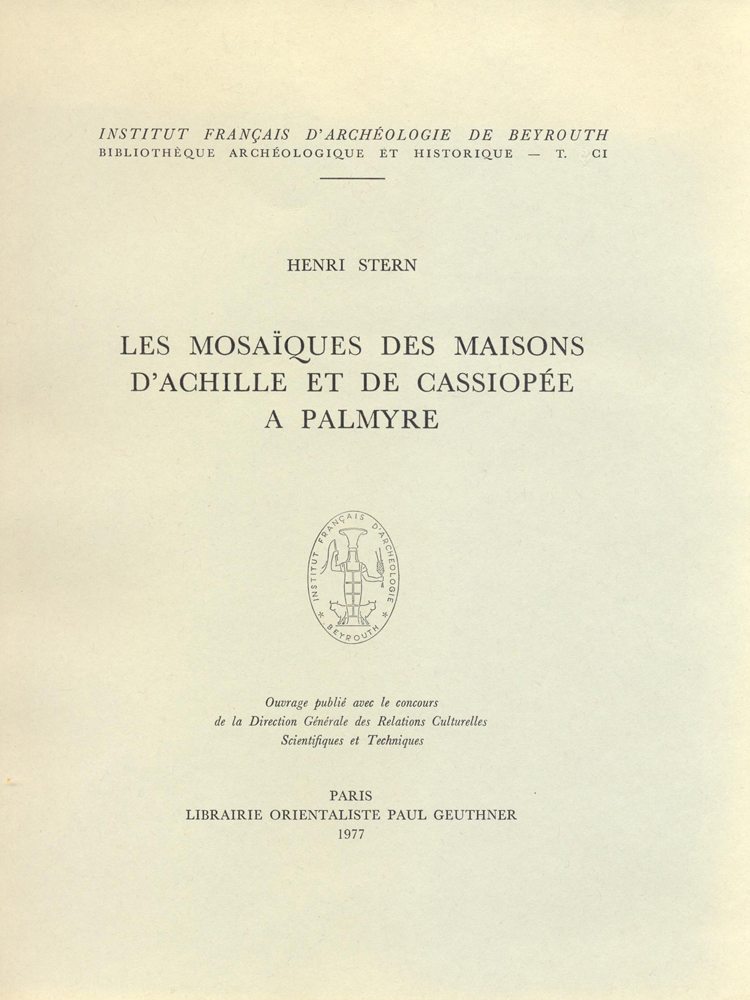 INSTITUT FRANÇAIS D'ARCHÉOLOGIE DE BEYROUTH
BIBLIOTHÈQUE ARCHÉOLOGIQUE ET HISTORIQUE — T. CI
HENRI STERN
LES MOSAÏQUES DES MAISONS
D'ACHILLE ET DE CASSIOPÉE
A PALMYRE
INSTITUT FRANÇAIS D'ARCHÉOLOGIE
* BEYROUTH *
Ouvrage publié avec le concours
de la Direction Générale des Relations Culturelles
Scientifiques et Techniques
PARIS
LIBRAIRIE ORIENTALISTE PAUL GEUTHNER
1977